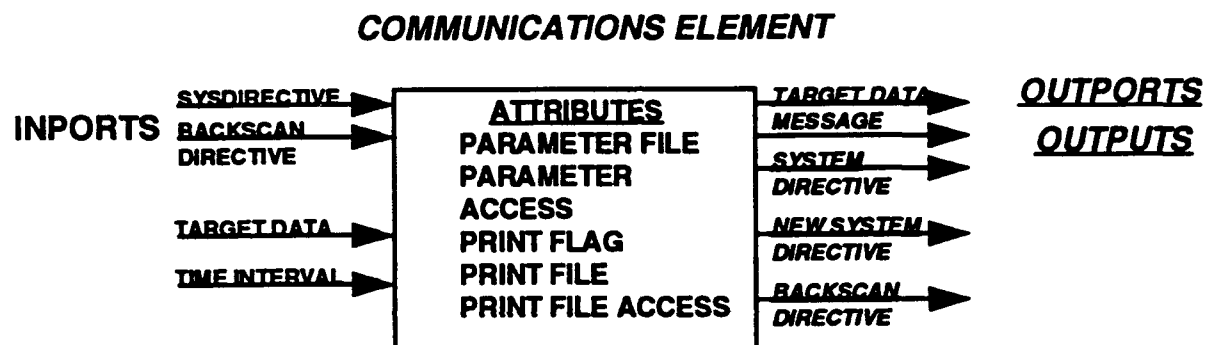 COMMUNICATIONS ELEMENT
INPORTS
SYSDIRECTIVE
BACKSCAN
DIRECTIVE
TARGET DATA
TIME INTERVAL
ATTRIBUTES
PARAMETER FILE
PARAMETER
ACCESS
PRINT FLAG
PRINT FILE
PRINT FILE ACCESS
TARGET DATA
MESSAGE
SYSTEM
DIRECTIVE
NEW SYSTEM
DIRECTIVE
BACKSCAN
DIRECTIVE
OUTPORTS
OUTPUTS